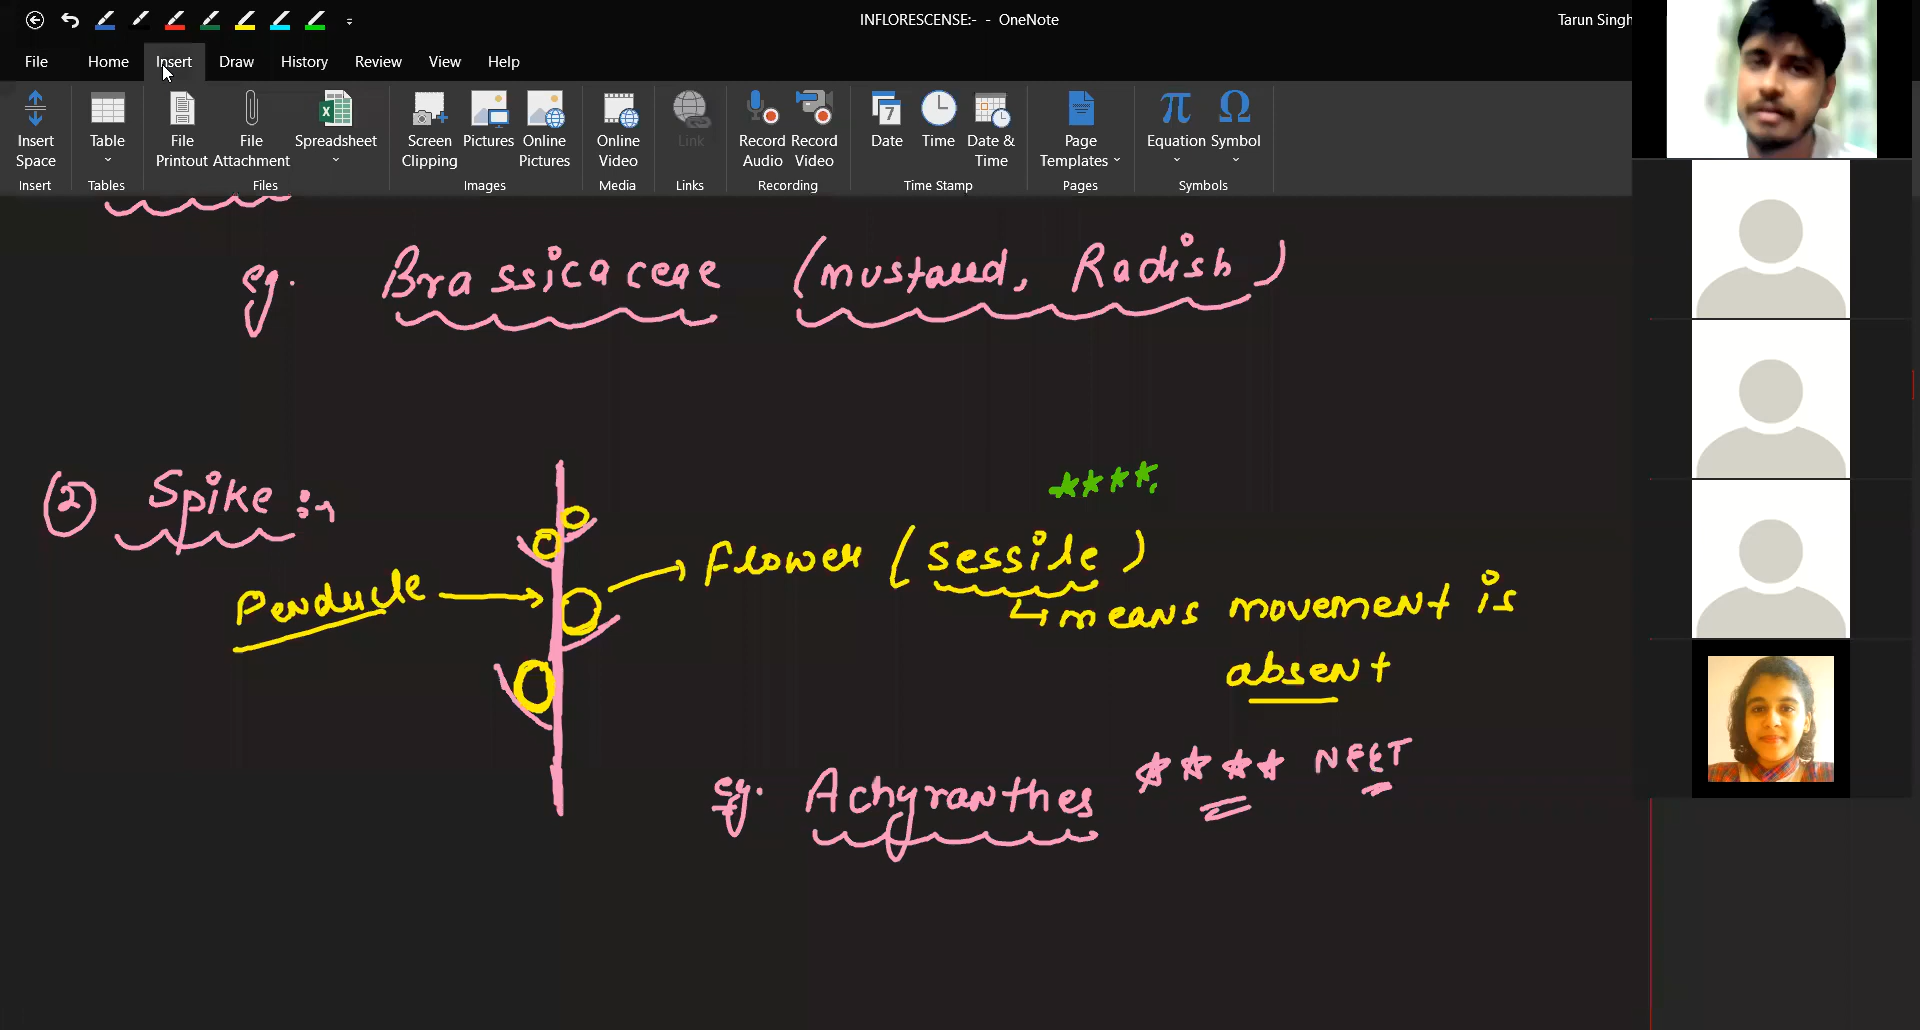 INFLORESCENSE:- - OneNote
Tarun Singh
File Home Insert Draw History Review View Help
Insert Space
Table
File Printout
File Attachment
Spreadsheet
Screen Clipping
Pictures
Online Pictures
Online Video
Link
Record Audio
Record Video
Date
Time
Date & Time
Page Templates
Equation
Symbol
Insert Tables Files Images Media Links Recording Time Stamp Pages Symbols
eg. Brassicaceae (mustard, Radish)
② Spike :-
****
Flower (sessile)
Penduncle
↳ means movement is
absent
eg. Achyranthes **** NEET